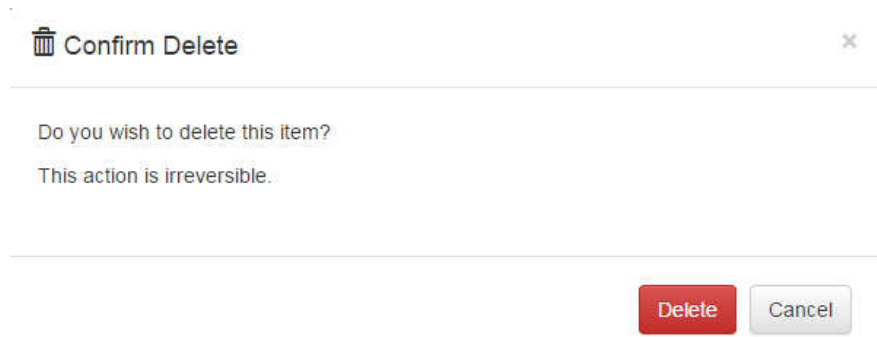 Confirm Delete
×
Do you wish to delete this item?
This action is irreversible.
Delete Cancel